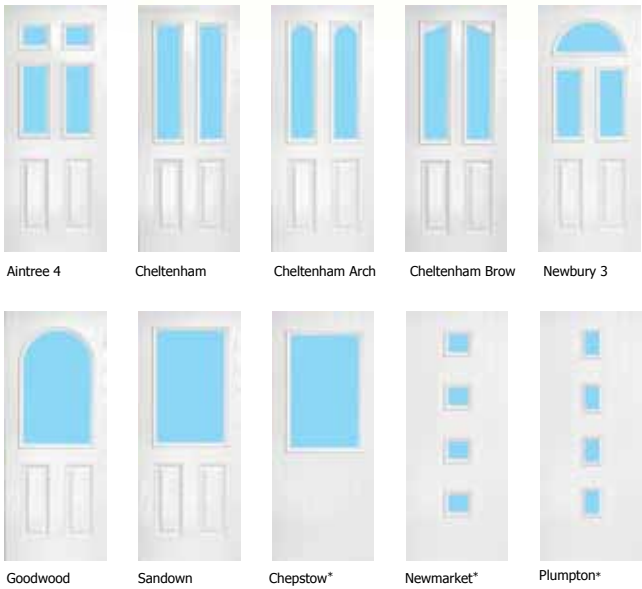 Aintree 4
Cheltenham
Cheltenham Arch
Cheltenham Brow
Newbury 3
Goodwood
Sandown
Chepstow*
Newmarket*
Plumpton*